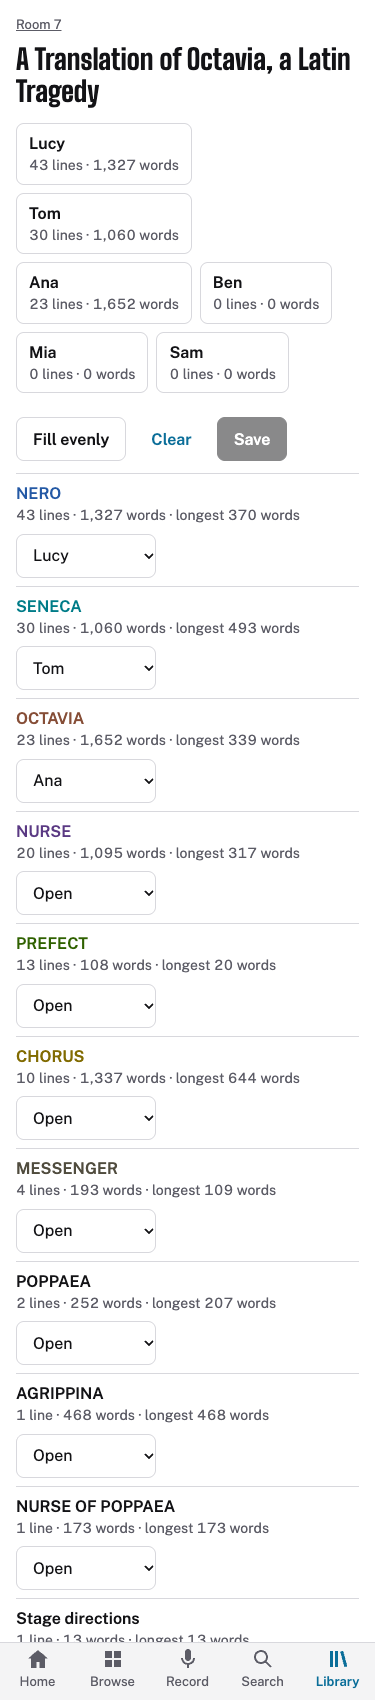 Room 7
A Translation of Octavia, a Latin
Tragedy
Lucy
43 lines · 1,327 words
Tom
30 lines · 1,060 words
Ana
23 lines · 1,652 words
Ben
0 lines · 0 words
Mia
0 lines · 0 words
Sam
0 lines · 0 words
Fill evenly
Clear
Save
NERO
43 lines · 1,327 words · longest 370 words
Lucy
SENECA
30 lines · 1,060 words · longest 493 words
Tom
OCTAVIA
23 lines · 1,652 words · longest 339 words
Ana
NURSE
20 lines · 1,095 words · longest 317 words
Open
PREFECT
13 lines · 108 words · longest 20 words
Open
CHORUS
10 lines · 1,337 words · longest 644 words
Open
MESSENGER
4 lines · 193 words · longest 109 words
Open
POPPAEA
2 lines · 252 words · longest 207 words
Open
AGRIPPINA
1 line · 468 words · longest 468 words
Open
NURSE OF POPPAEA
1 line · 173 words · longest 173 words
Open
Stage directions
1 line · 13 words · longest 13 words
Home
Browse
Record
Search
Library